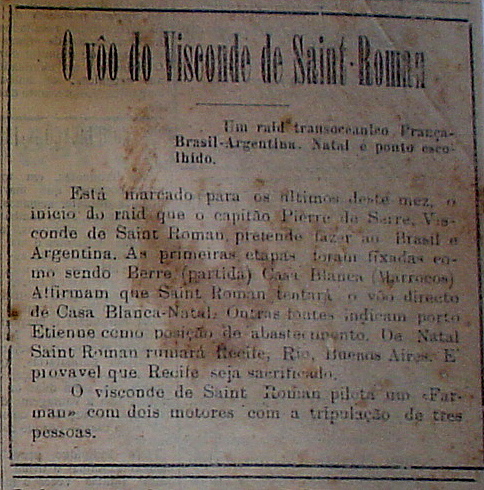 O vôo do Visconde de Saint-Roman
Um raid transoceanico França-
Brasil-Argentina. Natal é ponto esco-
lhido.
Está marcado para os ultimos deste mez, o
inicio do raid que o capitão Pierre de Serre, Vis-
conde de Saint Roman, pretende fazer ao Brasil e
Argentina. As primeiras etapas foram fixadas co-
mo sendo Berre (partida) Casa Blanca (Marrocos)
Affirmam que Saint Roman tentará o vôo directo
de Casa Blanca-Natal. Outras fontes indicam porto
Etienne como posição de abastecimento. De Natal
Saint Roman rumará Recife, Rio, Buenos Aires. E'
provavel que Recife seja sacrificado.
O visconde de Saint Roman pilota um «Far-
man» com dois motores com a tripulação de tres
pessoas.